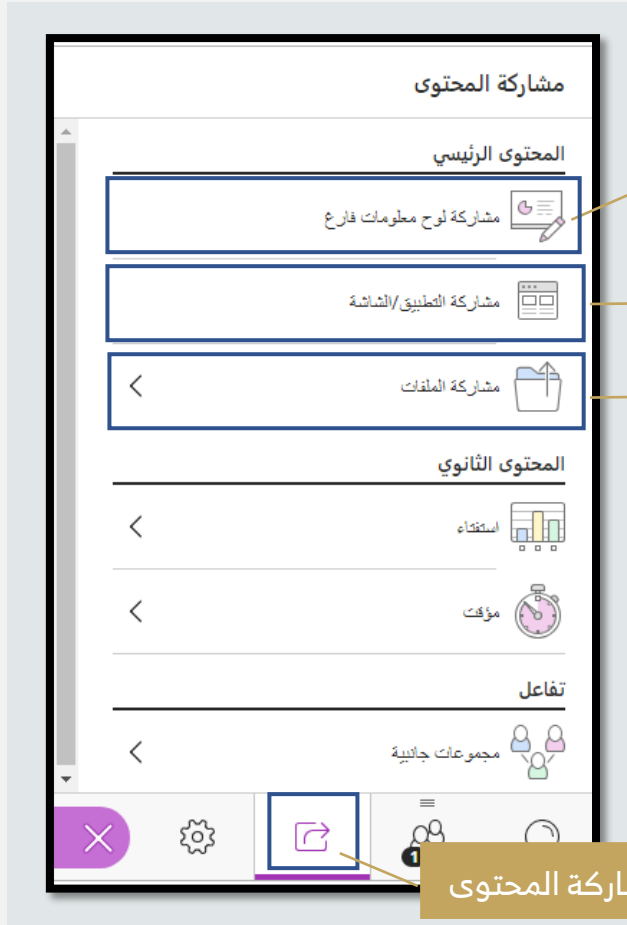 مشاركة المحتوى
المحتوى الرئيسي
مشاركة لوح معلومات فارغ
مشاركة التطبيق/الشاشة
مشاركة الملفات
المحتوى الثانوي
استفتاء
مؤقت
تفاعل
مجموعات جانبية
المحتوى